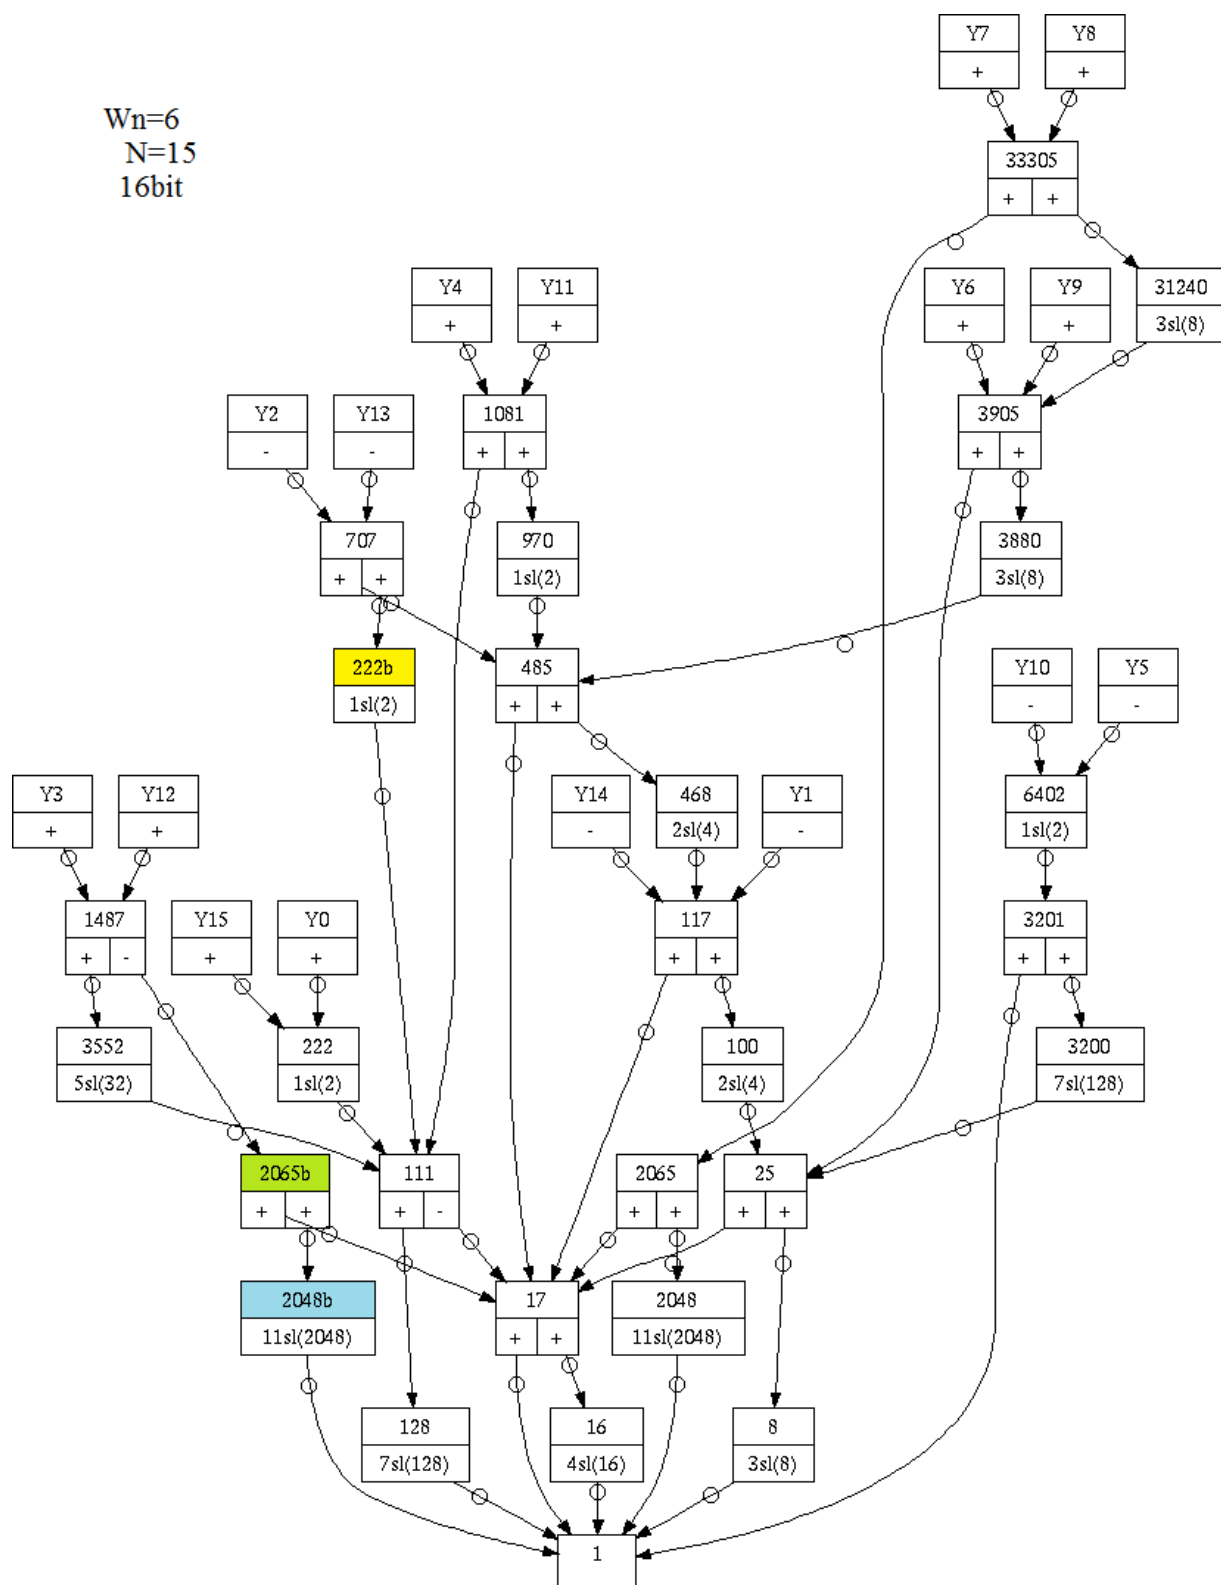 Y7 Y8
+ +
Wn=6
N=15
16bit
33305
+ +
Y4 Y11 Y6 Y9 31240
+ + + + 3sl(8)
Y2 Y13 1081 3905
- - + + + +
707 970 3880
+ + 1sl(2) 3sl(8)
222b 485 Y10 Y5
1sl(2) + + - -
Y3 Y12 Y14 468 Y1 6402
+ + - 2sl(4) - 1sl(2)
1487 Y15 Y0 117 3201
+ - + + + + + +
3552 222 100 3200
5sl(32) 1sl(2) 2sl(4) 7sl(128)
2065b 111 2065 25
+ + + - + + + +
2048b 17 2048
11sl(2048) + + 11sl(2048)
128 16 8
7sl(128) 4sl(16) 3sl(8)
1